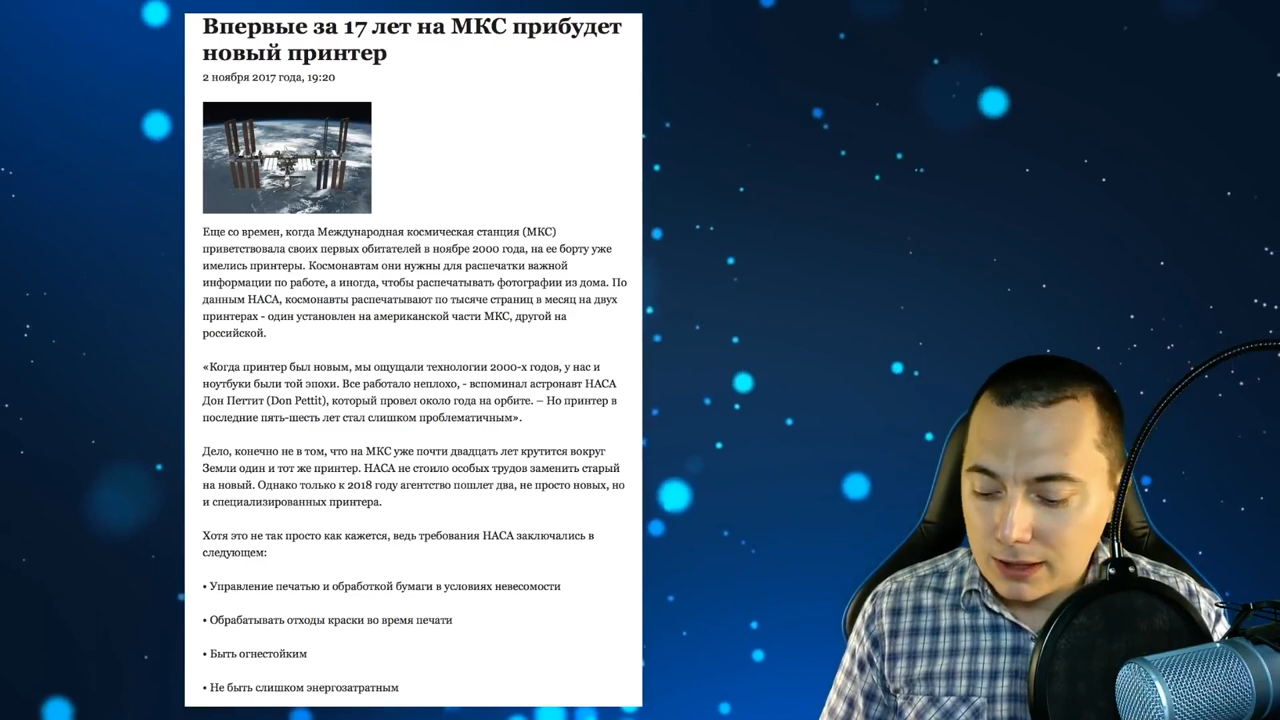 Впервые за 17 лет на МКС прибудет
новый принтер
2 ноября 2017 года, 19:20
Еще со времен, когда Международная космическая станция (МКС)
приветствовала своих первых обитателей в ноябре 2000 года, на ее борту уже
имелись принтеры. Космонавтам они нужны для распечатки важной
информации по работе, а иногда, чтобы распечатывать фотографии из дома. По
данным НАСА, космонавты распечатывают по тысяче страниц в месяц на двух
принтерах - один установлен на американской части МКС, другой на
российской.
«Когда принтер был новым, мы ощущали технологии 2000-х годов, у нас и
ноутбуки были той эпохи. Все работало неплохо, - вспоминал астронавт НАСА
Дон Петтит (Don Pettit), который провел около года на орбите. – Но принтер в
последние пять-шесть лет стал слишком проблематичным».
Дело, конечно не в том, что на МКС уже почти двадцать лет крутится вокруг
Земли один и тот же принтер. НАСА не стоило особых трудов заменить старый
на новый. Однако только к 2018 году агентство пошлет два, не просто новых, но
и специализированных принтера.
Хотя это не так просто как кажется, ведь требования НАСА заключались в
следующем:
• Управление печатью и обработкой бумаги в условиях невесомости
• Обрабатывать отходы краски во время печати
• Быть огнестойким
• Не быть слишком энергозатратным